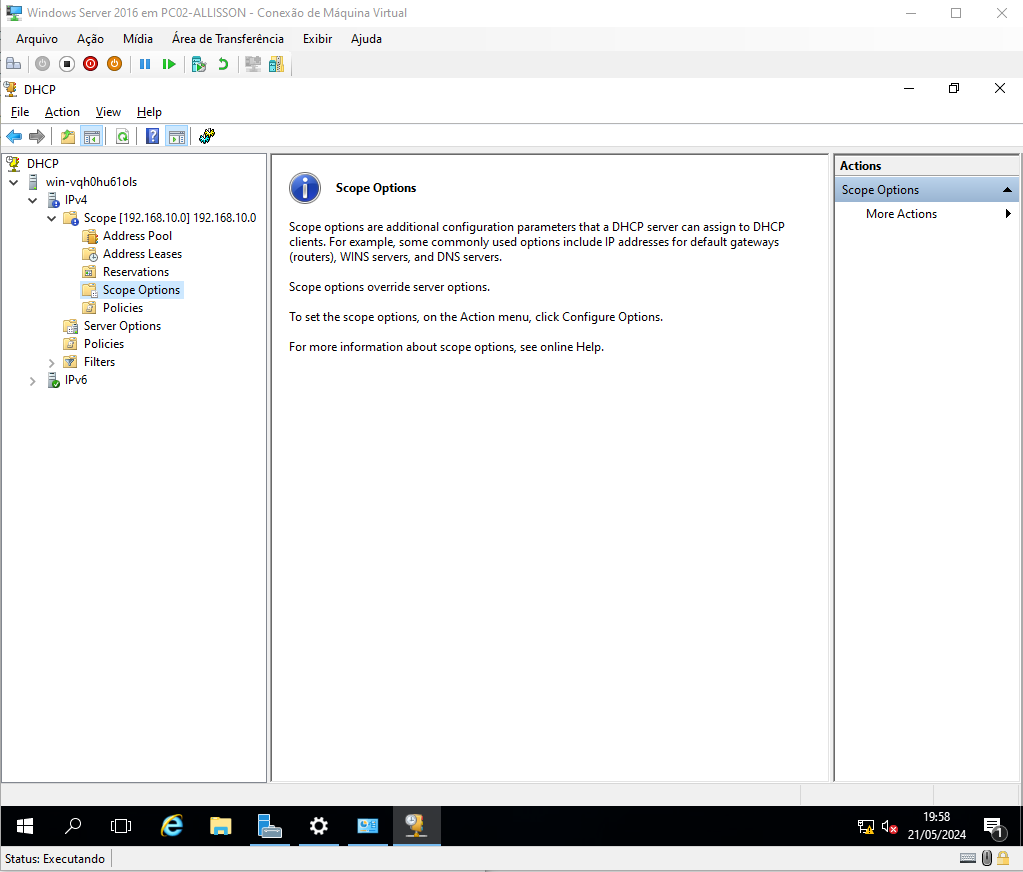 Windows Server 2016 em PC02-ALLISSON - Conexão de Máquina Virtual
Arquivo Ação Mídia Área de Transferência Exibir Ajuda
DHCP
File Action View Help
DHCP
win-vqh0hu61ols
IPv4
Scope [192.168.10.0] 192.168.10.0
Address Pool
Address Leases
Reservations
Scope Options
Policies
Server Options
Policies
Filters
IPv6
Scope Options
Scope options are additional configuration parameters that a DHCP server can assign to DHCP
clients. For example, some commonly used options include IP addresses for default gateways
(routers), WINS servers, and DNS servers.
Scope options override server options.
To set the scope options, on the Action menu, click Configure Options.
For more information about scope options, see online Help.
Actions
Scope Options
More Actions
19:58
21/05/2024
1
Status: Executando